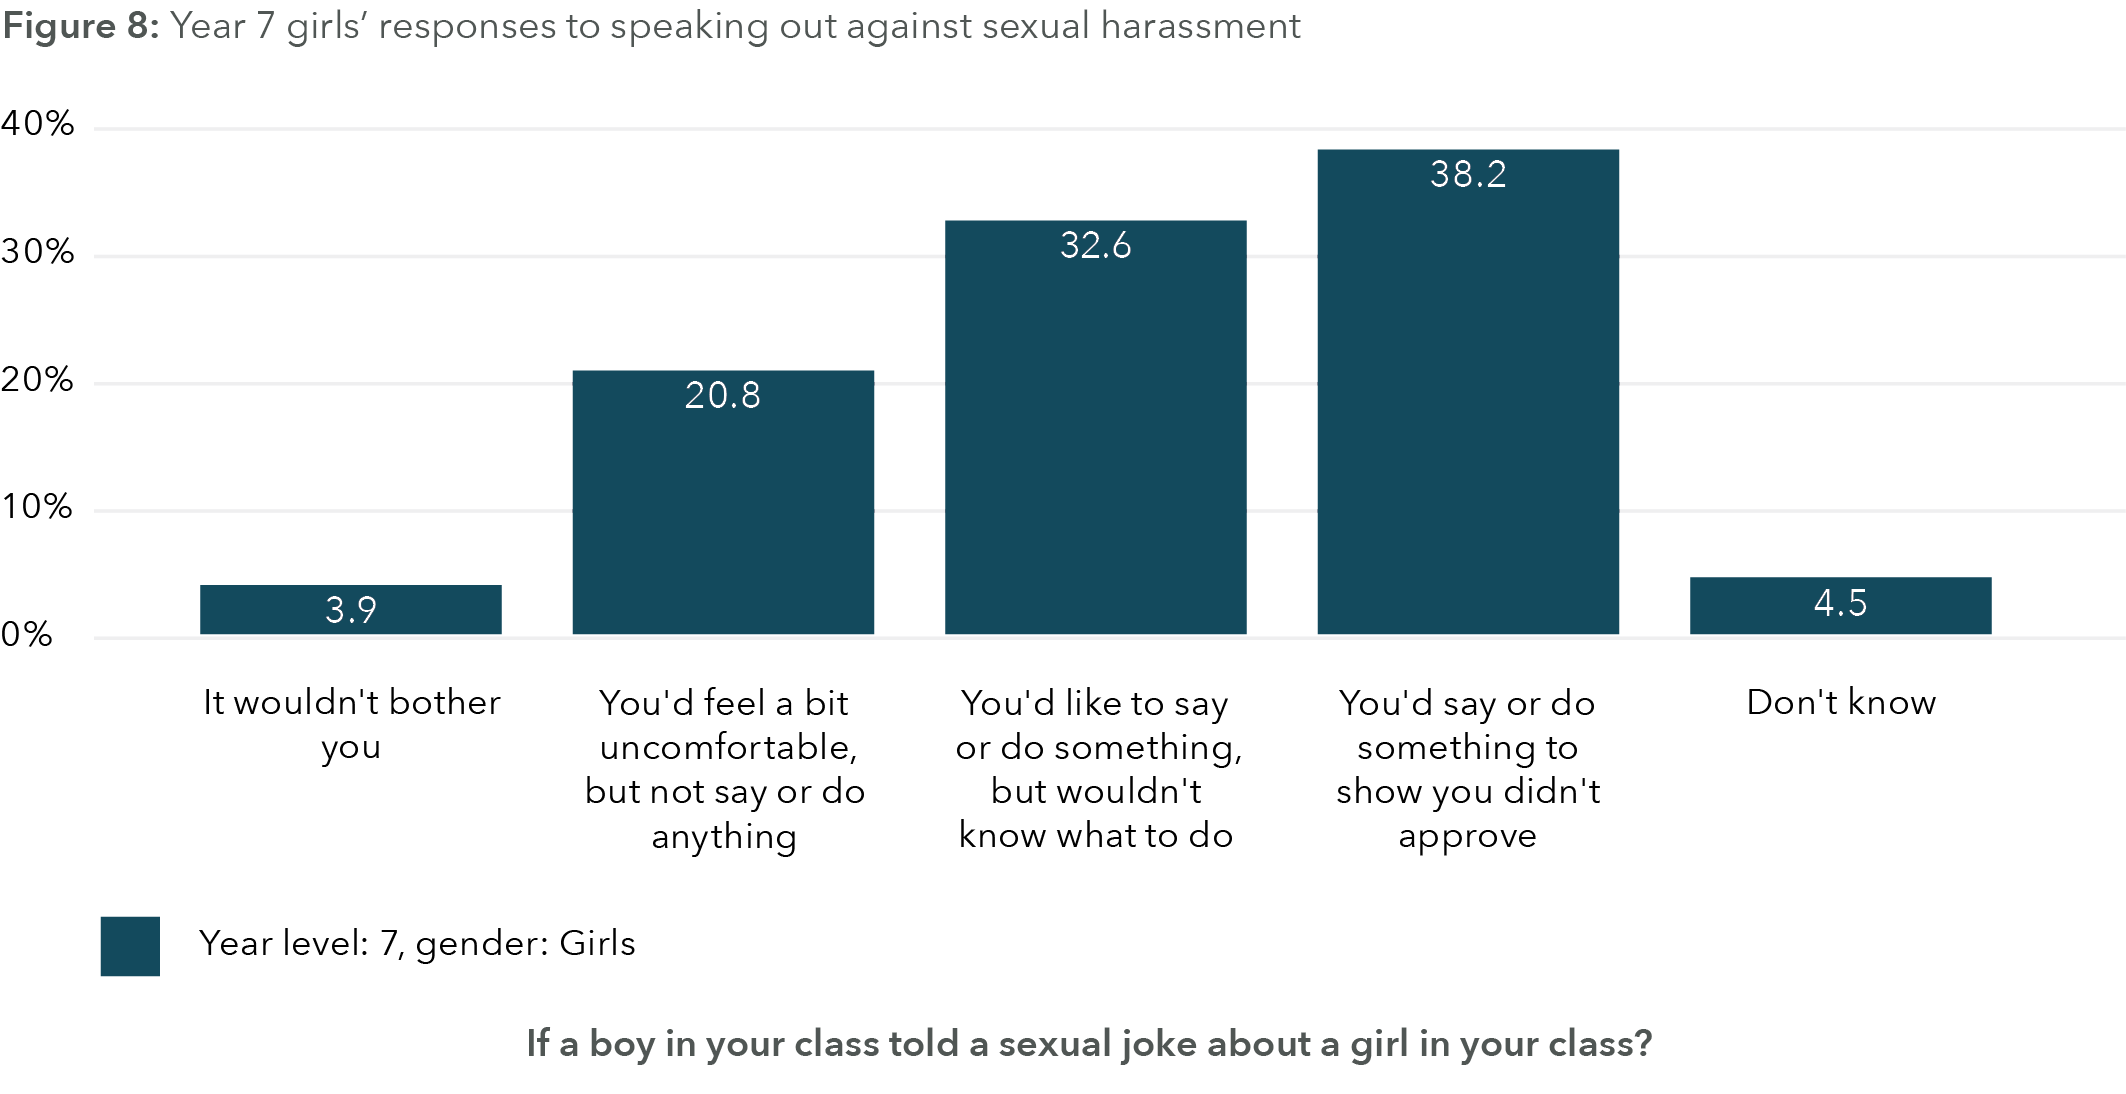 Figure 8: Year 7 girls’ responses to speaking out against sexual harassment
40%
30%
20%
10%
0%
3.9
20.8
32.6
38.2
4.5
It wouldn't bother
you
You'd feel a bit
uncomfortable,
but not say or do
anything
You'd like to say
or do something,
but wouldn't
know what to do
You'd say or do
something to
show you didn't
approve
Don't know
Year level: 7, gender: Girls
If a boy in your class told a sexual joke about a girl in your class?